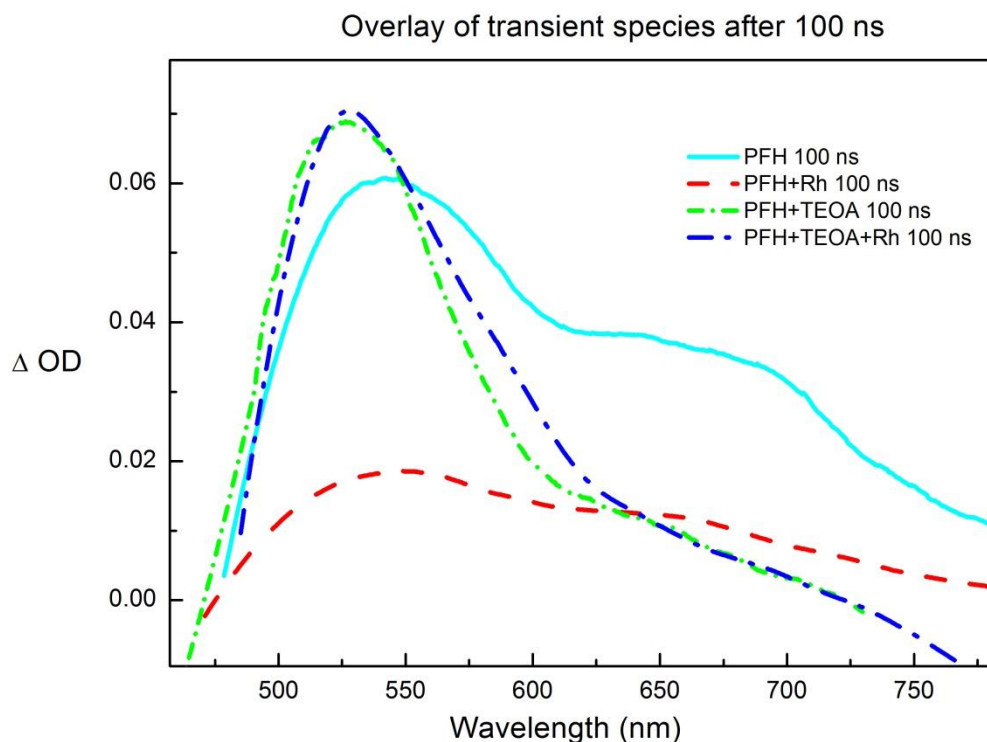 Overlay of transient species after 100 ns
PFH 100 ns
PFH+Rh 100 ns
PFH+TEOA 100 ns
PFH+TEOA+Rh 100 ns
0.06
0.04
0.02
0.00
Δ OD
500 550 600 650 700 750
Wavelength (nm)